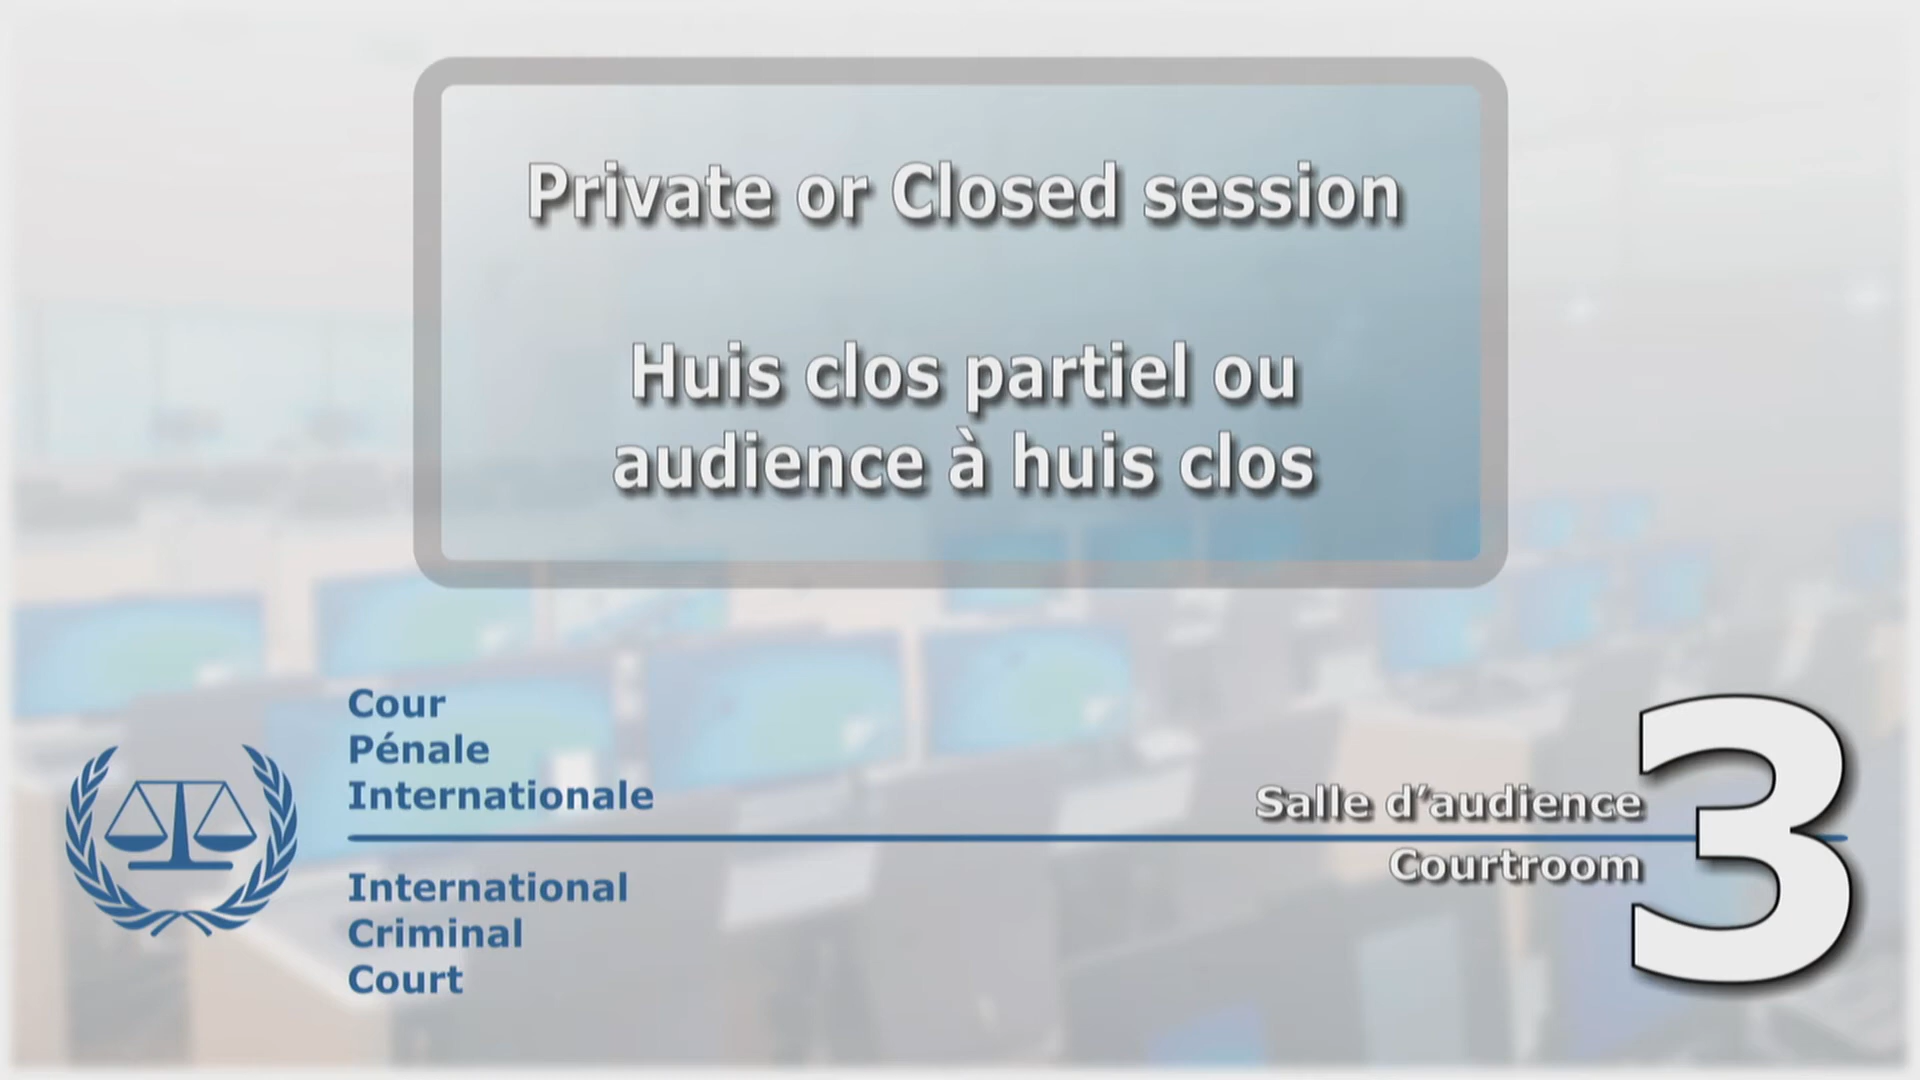 Private or Closed session
Huis clos partiel ou
audience à huis clos
Cour
Pénale
Internationale
International
Criminal
Court
Salle d’audience
Courtroom
3